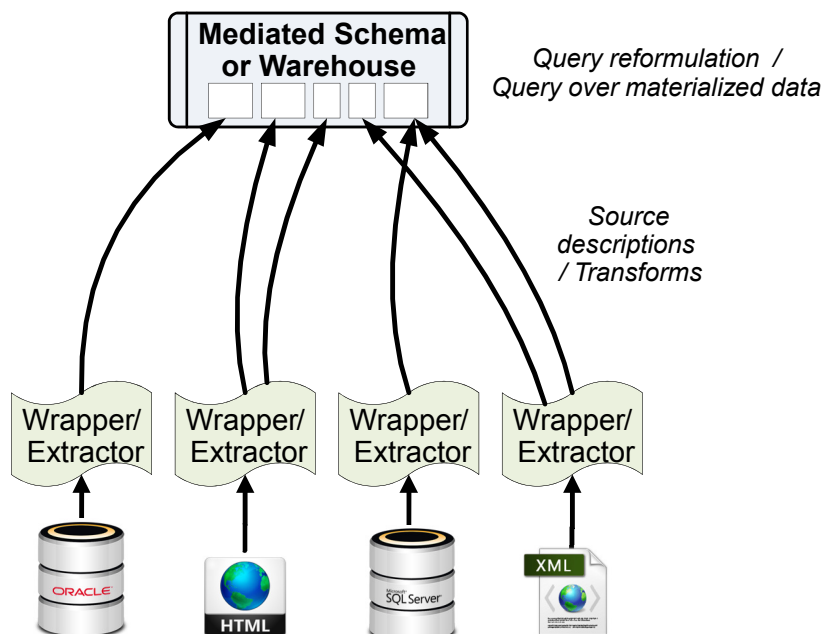 Mediated Schema
or Warehouse
Query reformulation /
Query over materialized data
Source
descriptions
/ Transforms
Wrapper/
Extractor
Wrapper/
Extractor
Wrapper/
Extractor
Wrapper/
Extractor
ORACLE
HTML
Microsoft
SQL Server
XML